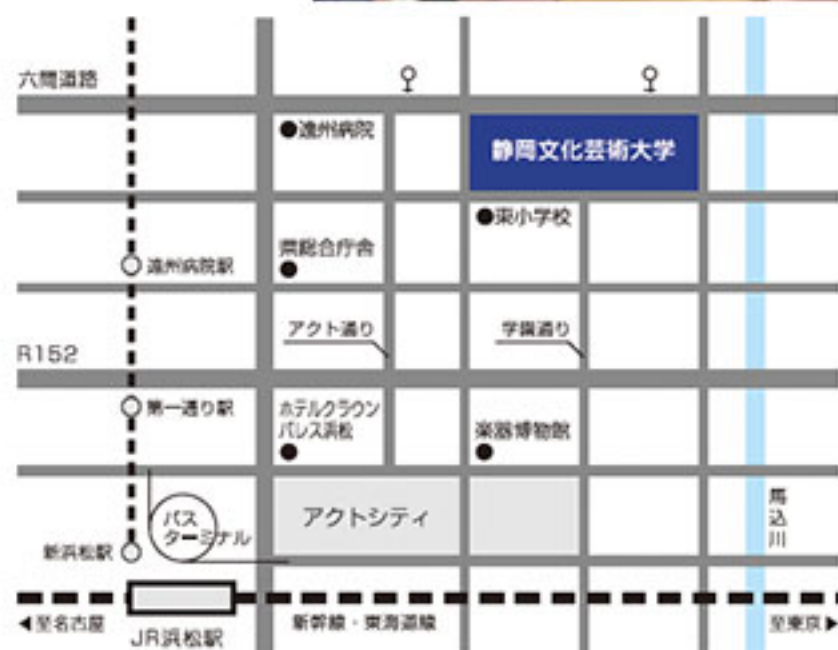 六間道路
●遠州病院
静岡文化芸術大学
●東小学校
県総合庁舎
遠州病院駅
アクト通り
学園通り
R152
第一通り駅
ホテルクラウン
パレス浜松
楽器博物館
バス
ターミナル
アクトシティ
馬込川
新浜松駅
◀至名古屋
JR浜松駅
新幹線・東海道線
至東京▶